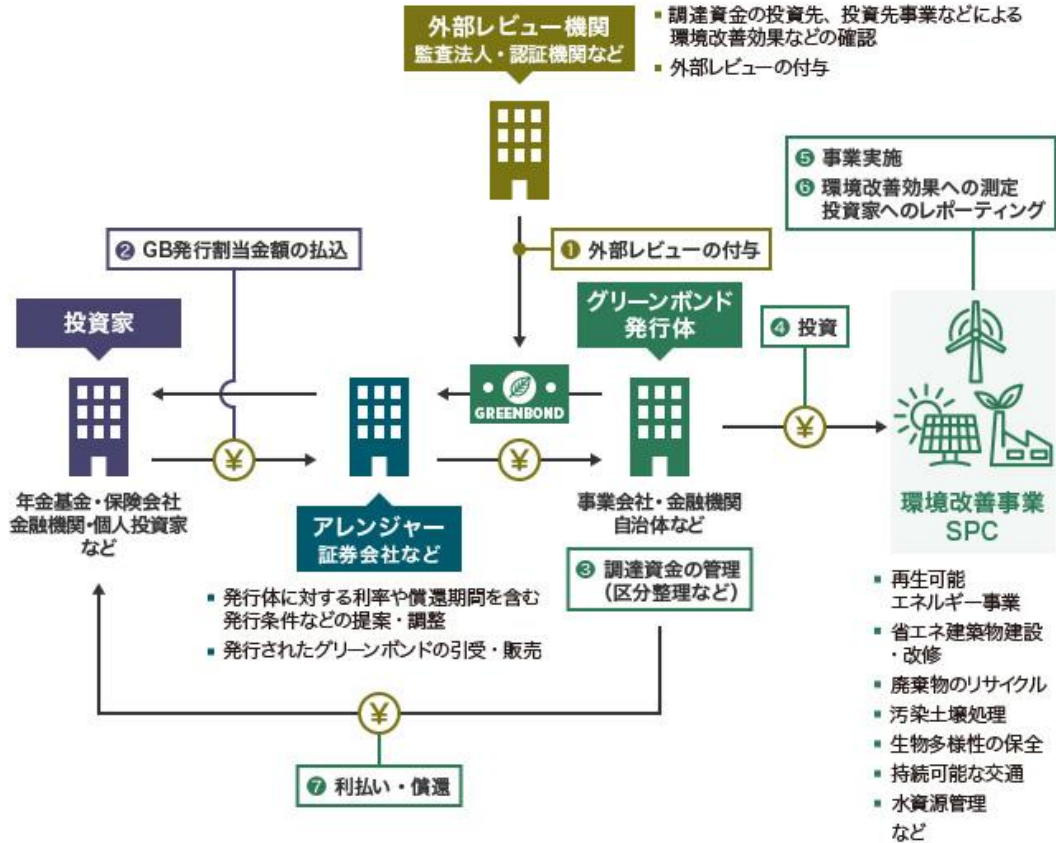 外部レビュー機関
監査法人・認証機関など
▪ 調達資金の投資先、投資先事業などによる
環境改善効果などの確認
▪ 外部レビューの付与
❺ 事業実施
❻ 環境改善効果への測定
投資家へのレポーティング
❷ GB発行割当金額の払込
❶ 外部レビューの付与
投資家
グリーンボンド
発行体
❹ 投資
GREENBOND
¥
¥
¥
年金基金・保険会社
金融機関・個人投資家
など
アレンジャー
証券会社など
事業会社・金融機関
自治体など
環境改善事業
SPC
❸ 調達資金の管理
（区分整理など）
▪ 発行体に対する利率や償還期間を含む
発行条件などの提案・調整
▪ 発行されたグリーンボンドの引受・販売
▪ 再生可能
エネルギー事業
▪ 省エネ建築物建設
・改修
▪ 廃棄物のリサイクル
▪ 汚染土壌処理
▪ 生物多様性の保全
▪ 持続可能な交通
▪ 水資源管理
など
¥
❼ 利払い・償還